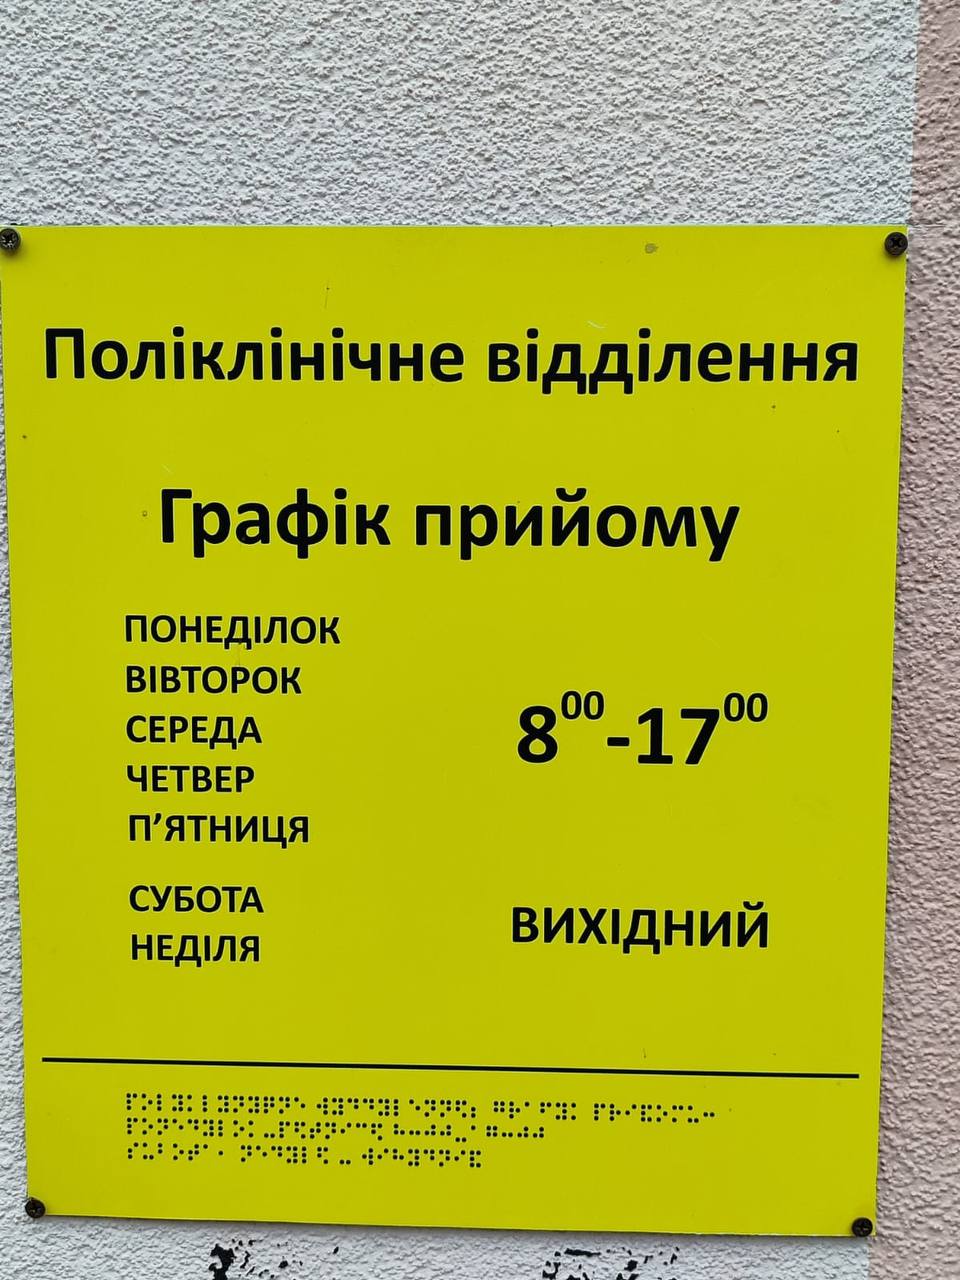 Поліклінічне відділення
Графік прийому
ПОНЕДІЛОК
ВІВТОРОК
СЕРЕДА
ЧЕТВЕР
П’ЯТНИЦЯ
8⁰⁰-17⁰⁰
СУБОТА
НЕДІЛЯ
ВИХІДНИЙ